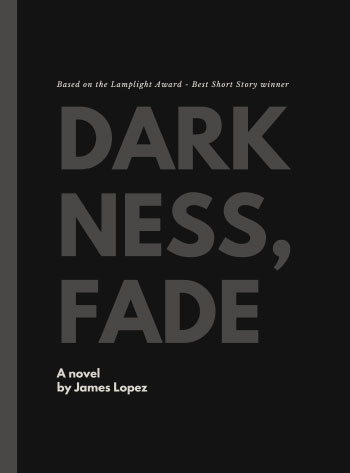 Based on the Lamplight Award - Best Short Story winner
DARK
NESS,
FADE
A novel
by James Lopez